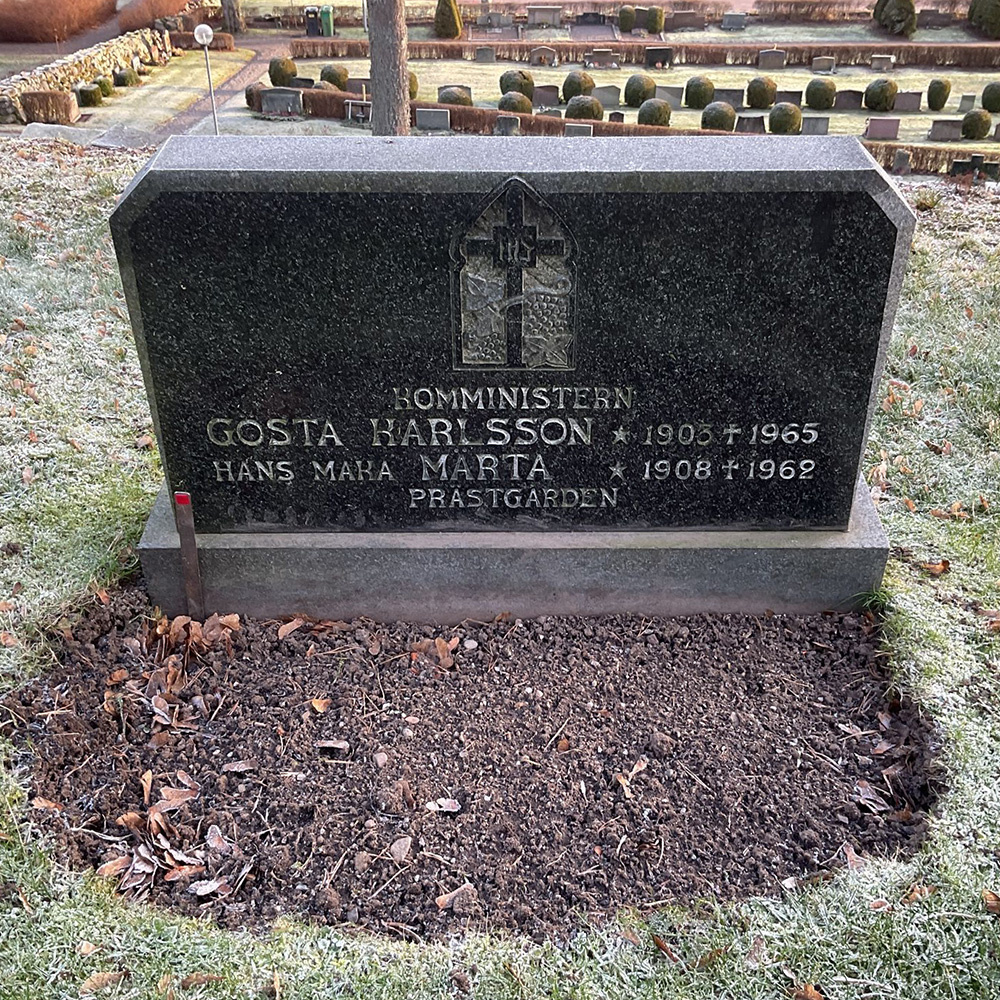 IHS
KOMMINISTERN
GÖSTA KARLSSON ★ 1903 ✝ 1965
HANS MAKA MÄRTA ★ 1908 ✝ 1962
PRÄSTGÅRDEN